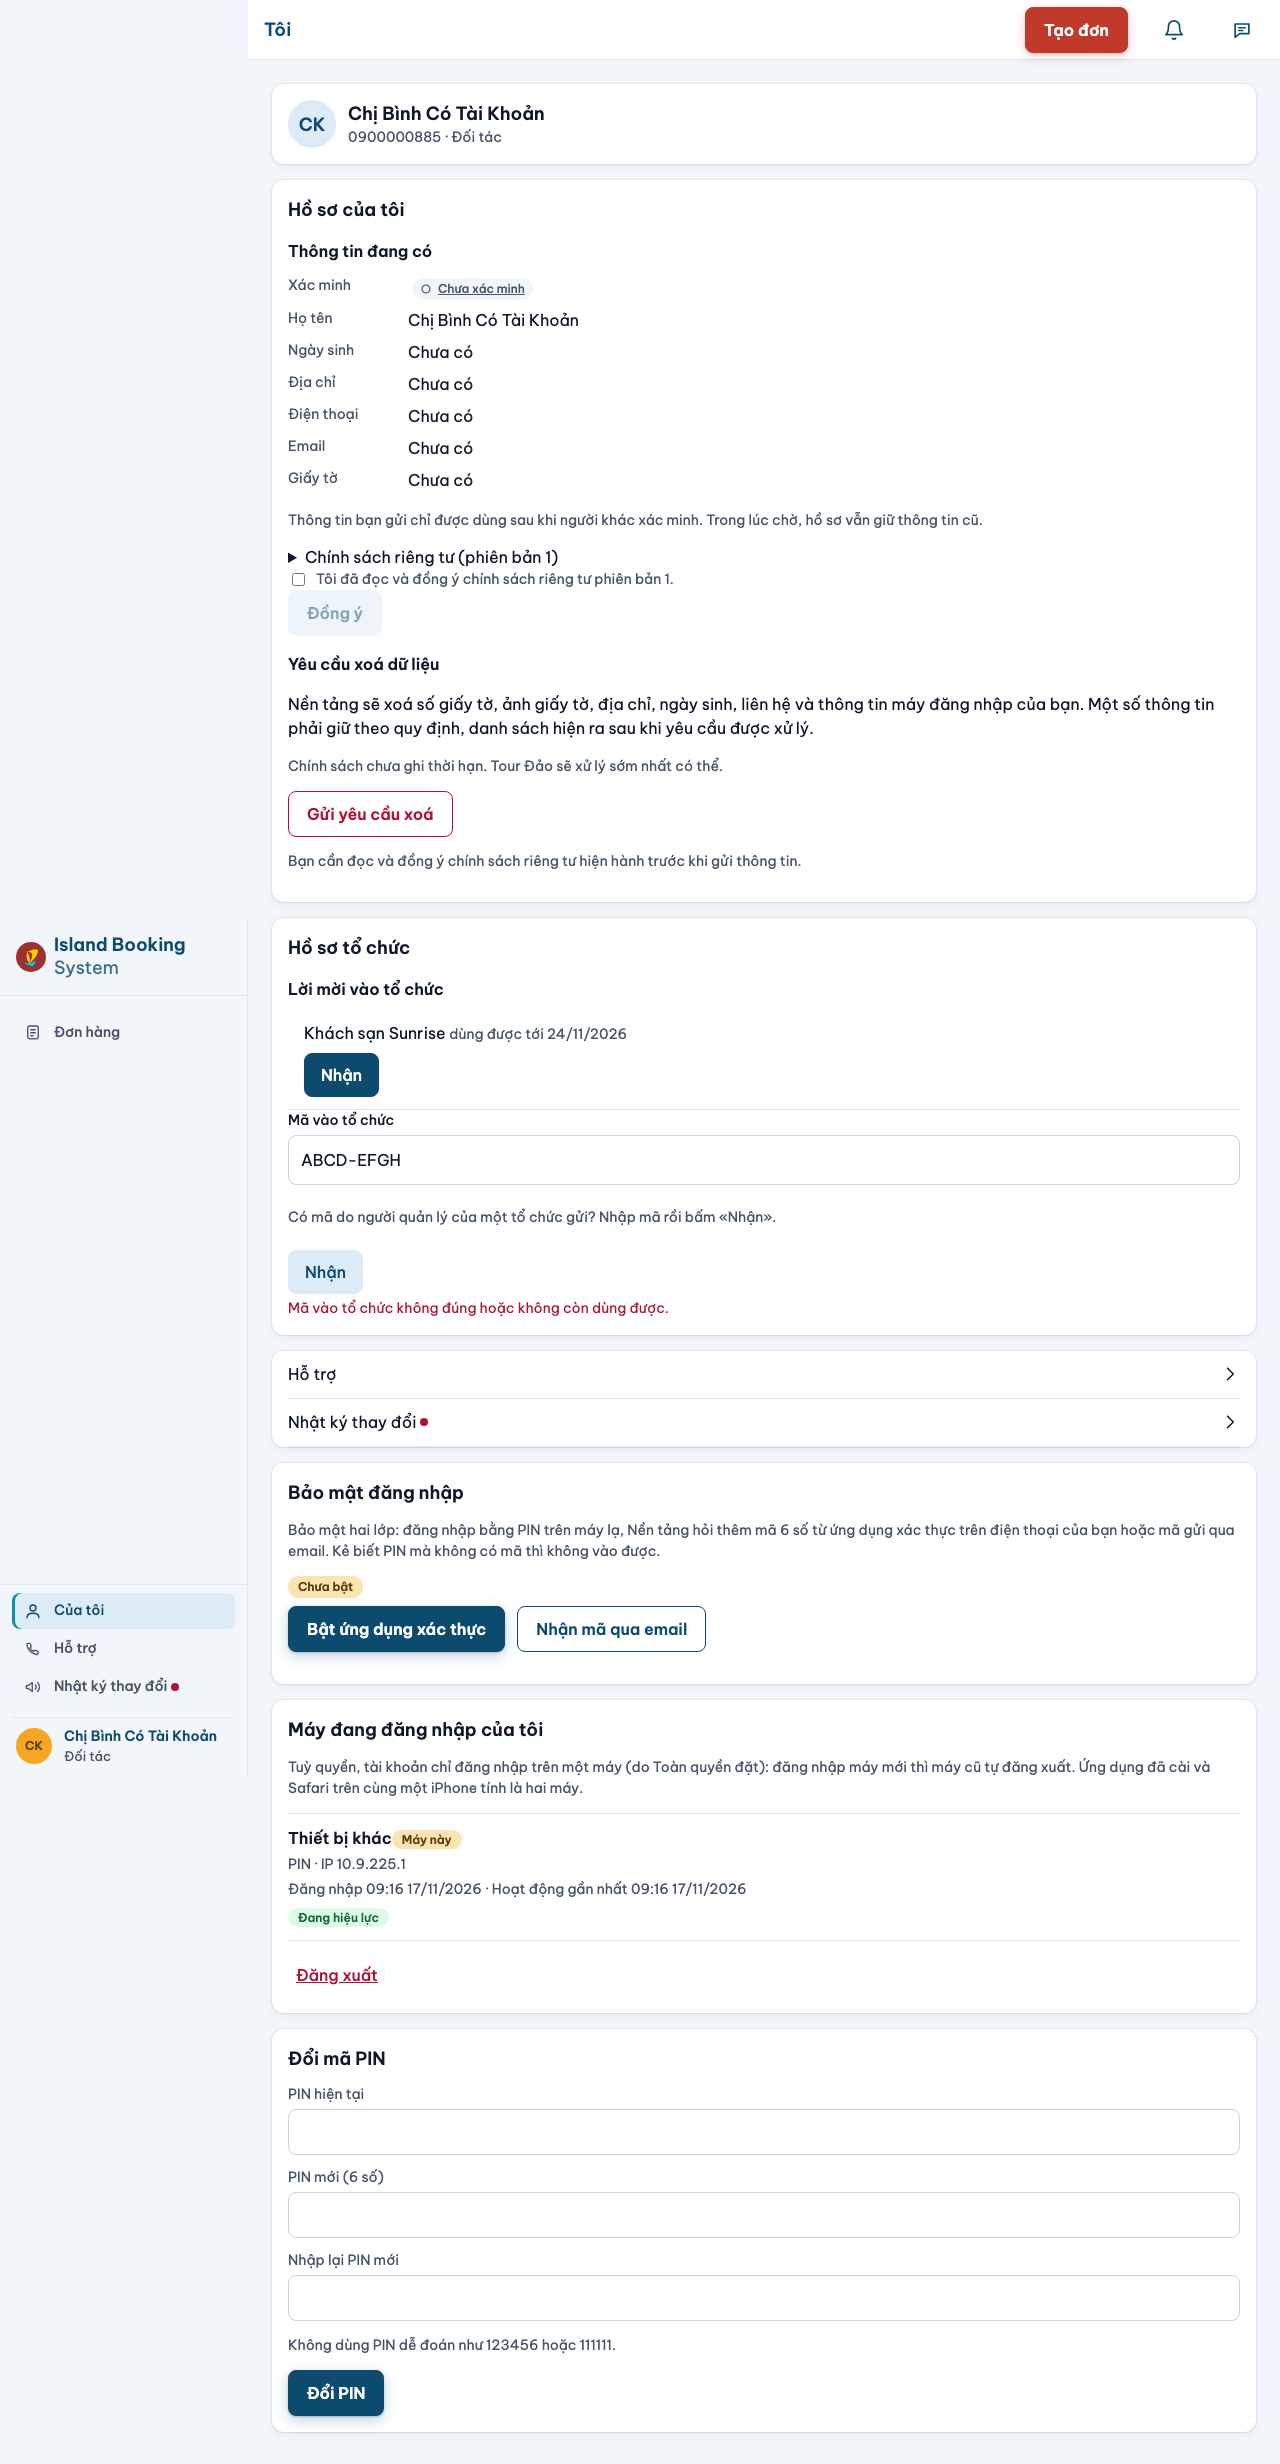 Tôi
Tạo đơn
CK
Chị Bình Có Tài Khoản
0900000885 · Đối tác
Hồ sơ của tôi
Thông tin đang có
Xác minh
Chưa xác minh
Họ tên
Chị Bình Có Tài Khoản
Ngày sinh
Chưa có
Địa chỉ
Chưa có
Điện thoại
Chưa có
Email
Chưa có
Giấy tờ
Chưa có
Thông tin bạn gửi chỉ được dùng sau khi người khác xác minh. Trong lúc chờ, hồ sơ vẫn giữ thông tin cũ.
Chính sách riêng tư (phiên bản 1)
Tôi đã đọc và đồng ý chính sách riêng tư phiên bản 1.
Đồng ý
Yêu cầu xoá dữ liệu
Nền tảng sẽ xoá số giấy tờ, ảnh giấy tờ, địa chỉ, ngày sinh, liên hệ và thông tin máy đăng nhập của bạn. Một số thông tin
phải giữ theo quy định, danh sách hiện ra sau khi yêu cầu được xử lý.
Chính sách chưa ghi thời hạn. Tour Đảo sẽ xử lý sớm nhất có thể.
Gửi yêu cầu xoá
Bạn cần đọc và đồng ý chính sách riêng tư hiện hành trước khi gửi thông tin.
Island Booking
System
Đơn hàng
Của tôi
Hỗ trợ
Nhật ký thay đổi
CK
Chị Bình Có Tài Khoản
Đối tác
Hồ sơ tổ chức
Lời mời vào tổ chức
Khách sạn Sunrise dùng được tới 24/11/2026
Nhận
Mã vào tổ chức
ABCD-EFGH
Có mã do người quản lý của một tổ chức gửi? Nhập mã rồi bấm «Nhận».
Nhận
Mã vào tổ chức không đúng hoặc không còn dùng được.
Hỗ trợ
Nhật ký thay đổi
Bảo mật đăng nhập
Bảo mật hai lớp: đăng nhập bằng PIN trên máy lạ, Nền tảng hỏi thêm mã 6 số từ ứng dụng xác thực trên điện thoại của bạn hoặc mã gửi qua
email. Kẻ biết PIN mà không có mã thì không vào được.
Chưa bật
Bật ứng dụng xác thực
Nhận mã qua email
Máy đang đăng nhập của tôi
Tuỳ quyền, tài khoản chỉ đăng nhập trên một máy (do Toàn quyền đặt): đăng nhập máy mới thì máy cũ tự đăng xuất. Ứng dụng đã cài và
Safari trên cùng một iPhone tính là hai máy.
Thiết bị khác
Máy này
PIN · IP 10.9.225.1
Đăng nhập 09:16 17/11/2026 · Hoạt động gần nhất 09:16 17/11/2026
Đang hiệu lực
Đăng xuất
Đổi mã PIN
PIN hiện tại
PIN mới (6 số)
Nhập lại PIN mới
Không dùng PIN dễ đoán như 123456 hoặc 111111.
Đổi PIN